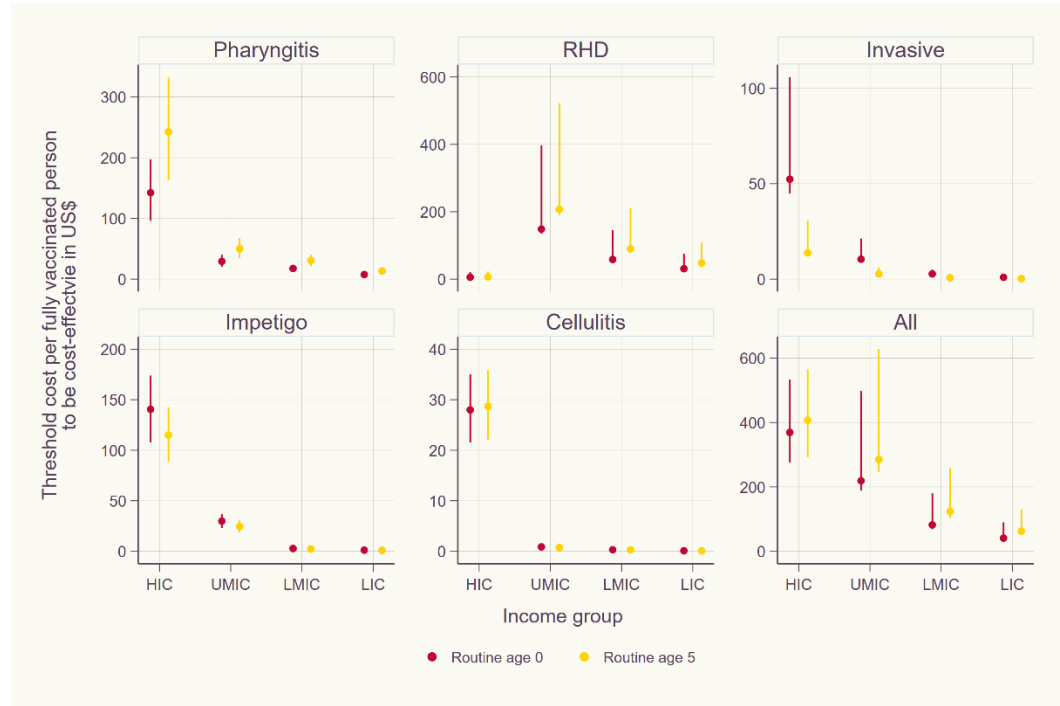 Pharyngitis
RHD
Invasive
300
200
100
0
600
400
200
0
100
50
0
Threshold cost per fully vaccinated person
to be cost-effectvie in US$
Impetigo
Cellulitis
All
200
150
100
50
0
40
30
20
10
0
600
400
200
0
HIC UMIC LMIC LIC
HIC UMIC LMIC LIC
HIC UMIC LMIC LIC
Income group
Routine age 0 Routine age 5